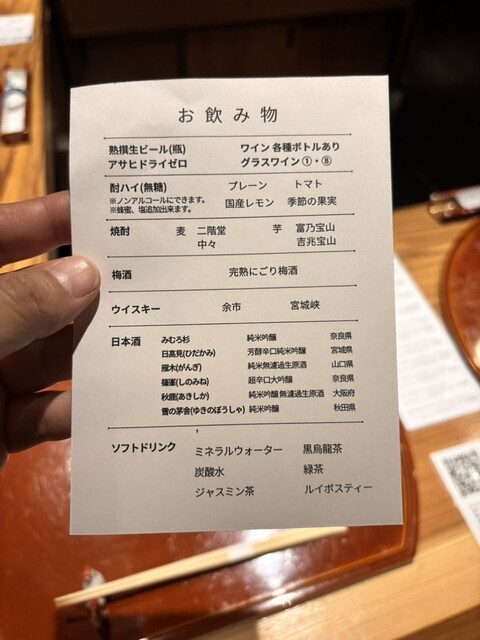 お飲み物
熟撰生ビール(瓶) ワイン 各種ボトルあり
アサヒドライゼロ グラスワイン ①・⑧
酎ハイ(無糖) プレーン トマト
※ノンアルコールにできます。
※蜂蜜、塩追加出来ます。 国産レモン 季節の果実
焼酎 麦 二階堂 芋 富乃宝山
中々 吉兆宝山
梅酒 完熟にごり梅酒
ウイスキー 余市 宮城峡
日本酒 みむろ杉 純米吟醸 奈良県
日高見(ひだかみ) 芳醇辛口純米吟醸 宮城県
雁木(がんぎ) 純米無濾過生原酒 山口県
篠峯(しのみね) 超辛口大吟醸 奈良県
秋鹿(あきしか) 純米吟醸 無濾過生原酒 大阪府
雪の茅舎(ゆきのぼうしゃ) 純米吟醸 秋田県
ソフトドリンク ミネラルウォーター 黒烏龍茶
炭酸水 緑茶
ジャスミン茶 ルイボスティー